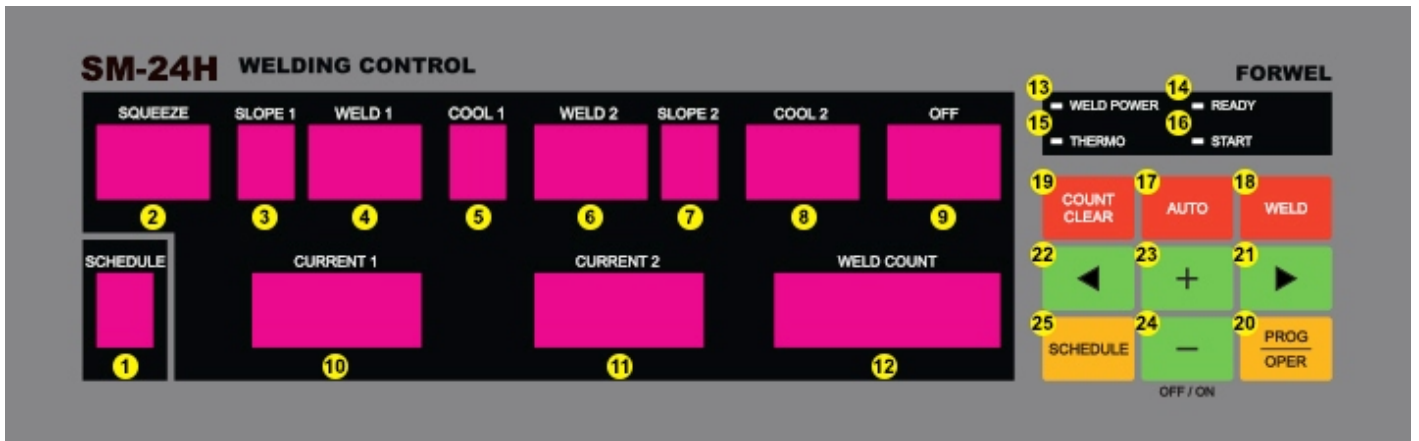 SM-24H WELDING CONTROL
FORWEL
SQUEEZE SLOPE 1 WELD 1 COOL 1 WELD 2 SLOPE 2 COOL 2 OFF
2 3 4 5 6 7 8 9
SCHEDULE CURRENT 1 CURRENT 2 WELD COUNT
1 10 11 12
13 14
WELD POWER READY
15 16
THERMO START
19 17 18
COUNT
CLEAR
AUTO
WELD
22 23 21
◀ + ▶
25 24 20
SCHEDULE
−
PROG
OPER
OFF / ON